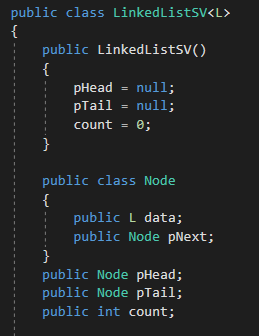 public class LinkedListSV<L>
{
    public LinkedListSV()
    {
        pHead = null;
        pTail = null;
        count = 0;
    }

    public class Node
    {
        public L data;
        public Node pNext;
    }
    public Node pHead;
    public Node pTail;
    public int count;